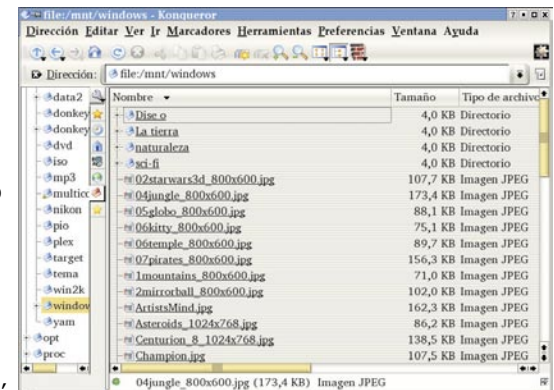 file:/mnt/windows - Konqueror
Dirección Editar Ver Ir Marcadores Herramientas Preferencias Ventana Ayuda
Dirección: file:/mnt/windows
data2
donkey
donkey
dvd
iso
mp3
multico
nikon
pio
plex
target
tema
win2k
window
yam
opt
proc
Nombre Tamaño Tipo de archivo
Dise o 4,0 KB Directorio
La tierra 4,0 KB Directorio
naturaleza 4,0 KB Directorio
sci-fi 4,0 KB Directorio
02starwars3d_800x600.jpg 107,7 KB Imagen JPEG
04jungle_800x600.jpg 173,4 KB Imagen JPEG
05globo_800x600.jpg 88,1 KB Imagen JPEG
06kitty_800x600.jpg 75,1 KB Imagen JPEG
06temple_800x600.jpg 89,7 KB Imagen JPEG
07pirates_800x600.jpg 156,3 KB Imagen JPEG
1mountains_800x600.jpg 71,0 KB Imagen JPEG
2mirrorball_800x600.jpg 102,0 KB Imagen JPEG
ArtistsMind.jpg 162,3 KB Imagen JPEG
Asteroids_1024x768.jpg 86,2 KB Imagen JPEG
Centurion_8_1024x768.jpg 138,5 KB Imagen JPEG
Champion.jpg 107,5 KB Imagen JPEG
04jungle_800x600.jpg (173,4 KB) Imagen JPEG